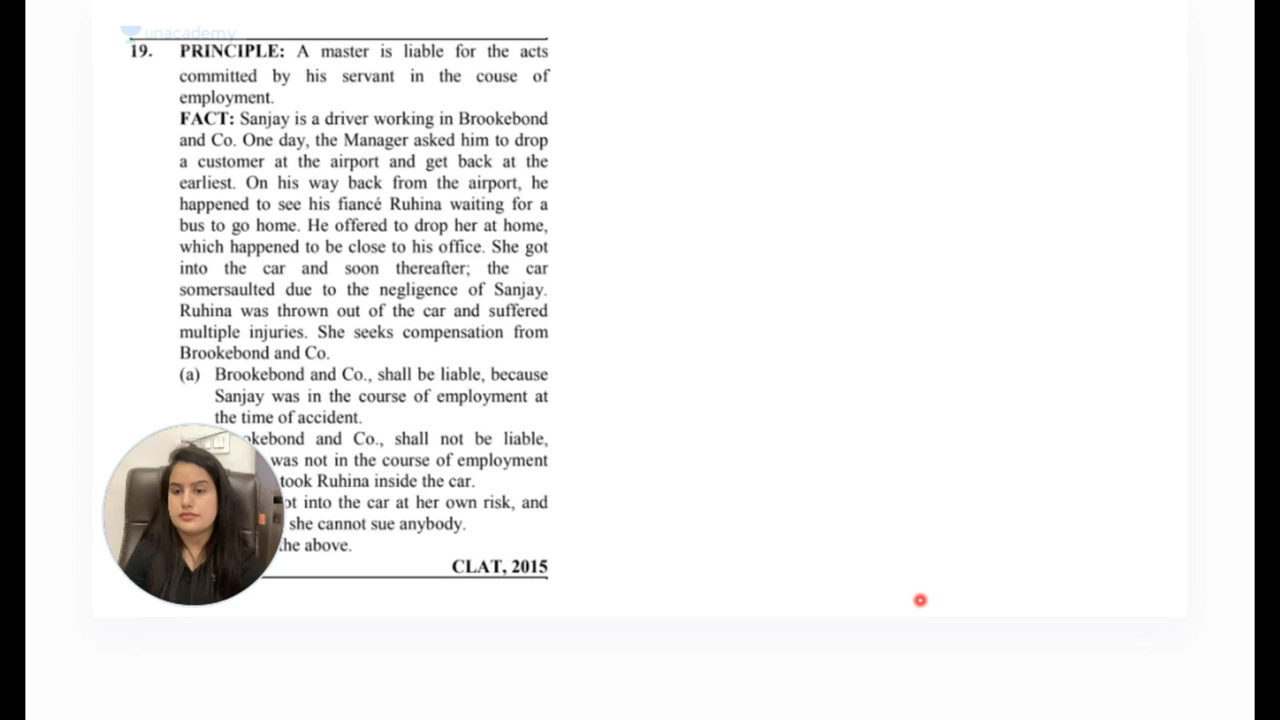 unacademy
19. PRINCIPLE: A master is liable for the acts
committed by his servant in the couse of
employment.
FACT: Sanjay is a driver working in Brookebond
and Co. One day, the Manager asked him to drop
a customer at the airport and get back at the
earliest. On his way back from the airport, he
happened to see his fiancé Ruhina waiting for a
bus to go home. He offered to drop her at home,
which happened to be close to his office. She got
into the car and soon thereafter; the car
somersaulted due to the negligence of Sanjay.
Ruhina was thrown out of the car and suffered
multiple injuries. She seeks compensation from
Brookebond and Co.
(a) Brookebond and Co., shall be liable, because
Sanjay was in the course of employment at
the time of accident.
and Co., shall not be liable,
was not in the course of employment
took Ruhina inside the car.
into the car at her own risk, and
she cannot sue anybody.
the above.
CLAT, 2015